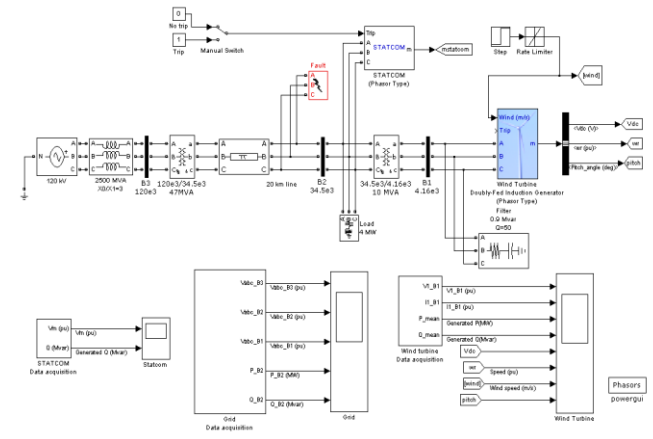 0
No trip
1
Trip
Manual Switch
Trip
A
B
C
STATCOM
m
STATCOM
(Phasor Type)
mstatcom
Step
Rate Limiter
[wind]
Fault
A
B
C
Wind (m/s)
Trip
A
B
C
m
<Vdc (V)>
<wr (pu)>
<Pitch_angle (deg)>
Vdc
wr
pitch
Wind Turbine
Doubly-Fed Induction Generator
(Phasor Type)
N
A
B
C
120 kV
A
B
C
A
B
C
2500 MVA
X0/X1=3
B3
120e3
A
B
C
a
b
c
120e3/34.5e3
47MVA
A
B
C
A
B
C
20 km line
B2
34.5e3
A
B
C
a
b
c
34.5e3/4.16e3
10 MVA
B1
4.16e3
Load
4 MW
Filter
0.9 Mvar
Q=50
A
B
C
Vm (pu)
Vm (pu)
Q (Mvar)
Generated Q (Mvar)
STATCOM
Data acquisition
Statcom
Vabc_B3
Vabc_B3 (pu)
Vabc_B2
Vabc_B2 (pu)
Vabc_B1
Vabc_B1 (pu)
P_B2
P_B2 (MW)
Q_B2
Q_B2 (Mvar)
Grid
Data acquisition
Grid
V1_B1
V1_B1 (pu)
I1_B1
I1_B1 (pu)
P_mean
Generated P(MW)
Q_mean
Generated Q(Mvar)
Wind turbine
Data acquisition
Vdc
wr
Speed (pu)
[wind]
Wind speed (m/s)
pitch
Wind Turbine
Phasors
powergui